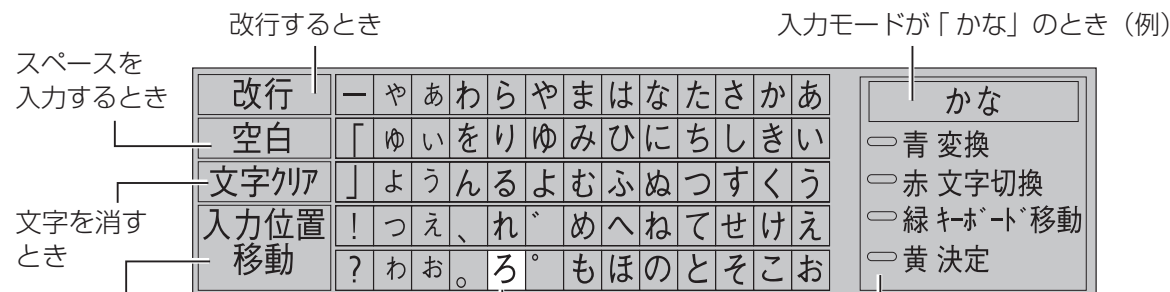 改行するとき
入力モードが「かな」のとき（例）
スペースを
入力するとき
文字を消す
とき
改行
空白
文字クリア
入力位置
移動
ー ゃ ぁ わ ら や ま は な た さ か あ
「 ゅ ぃ を り ゆ み ひ に ち し き い
」 ょ ぅ ん る よ む ふ ぬ つ す く う
! っ ぇ 、 れ ゛ め へ ね て せ け え
? ゎ ぉ 。 ろ ゜ も ほ の と そ こ お
かな
青 変換
赤 文字切換
緑 キーボード移動
黄 決定